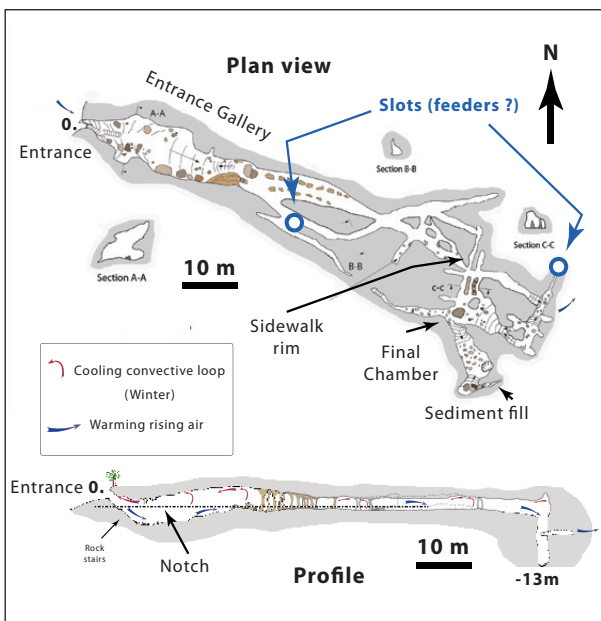 Plan view
N
Entrance Gallery
Slots (feeders ?)
A-A
0.
Entrance
Section B-B
Section C-C
Section A-A
10 m
B-B
C-C
Sidewalk
rim
Final
Chamber
Sediment fill
Cooling convective loop
(Winter)
Warming rising air
Entrance 0.
Rock
stairs
Notch
10 m
Profile
-13m